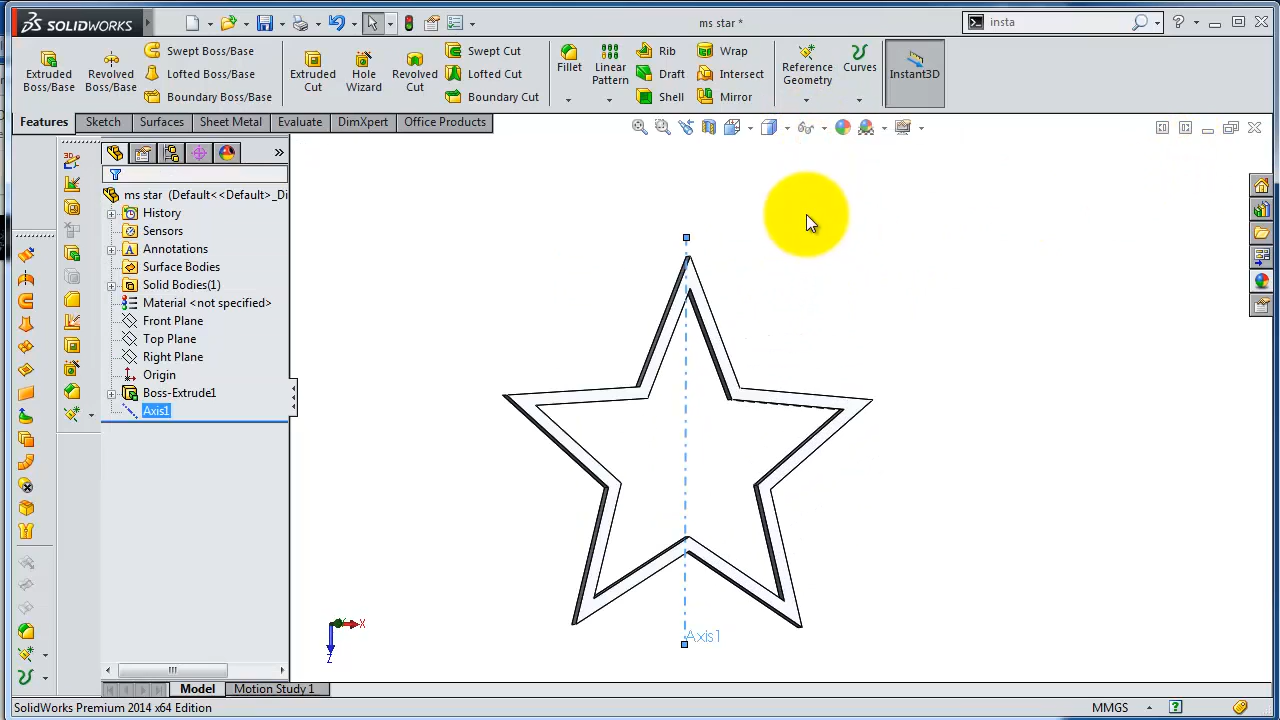 SOLIDWORKS
ms star *
insta
Extruded Boss/Base
Revolved Boss/Base
Swept Boss/Base
Lofted Boss/Base
Boundary Boss/Base
Extruded Cut
Hole Wizard
Revolved Cut
Swept Cut
Lofted Cut
Boundary Cut
Fillet
Linear Pattern
Rib
Draft
Shell
Wrap
Intersect
Mirror
Reference Geometry
Curves
Instant3D
Features
Sketch
Surfaces
Sheet Metal
Evaluate
DimXpert
Office Products
ms star (Default<<Default>_Di
History
Sensors
Annotations
Surface Bodies
Solid Bodies(1)
Material <not specified>
Front Plane
Top Plane
Right Plane
Origin
Boss-Extrude1
Axis1
Axis1
X
Z
Model
Motion Study 1
SolidWorks Premium 2014 x64 Edition
MMGS